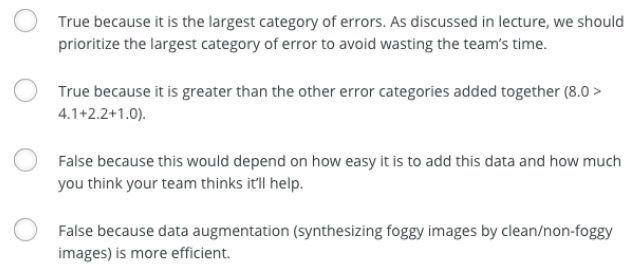 True because it is the largest category of errors. As discussed in lecture, we should
prioritize the largest category of error to avoid wasting the team's time.
True because it is greater than the other error categories added together (8.0 >
4.1+2.2+1.0).
False because this would depend on how easy it is to add this data and how much
you think your team thinks it'll help.
False because data augmentation (synthesizing foggy images by clean/non-foggy
images) is more efficient.